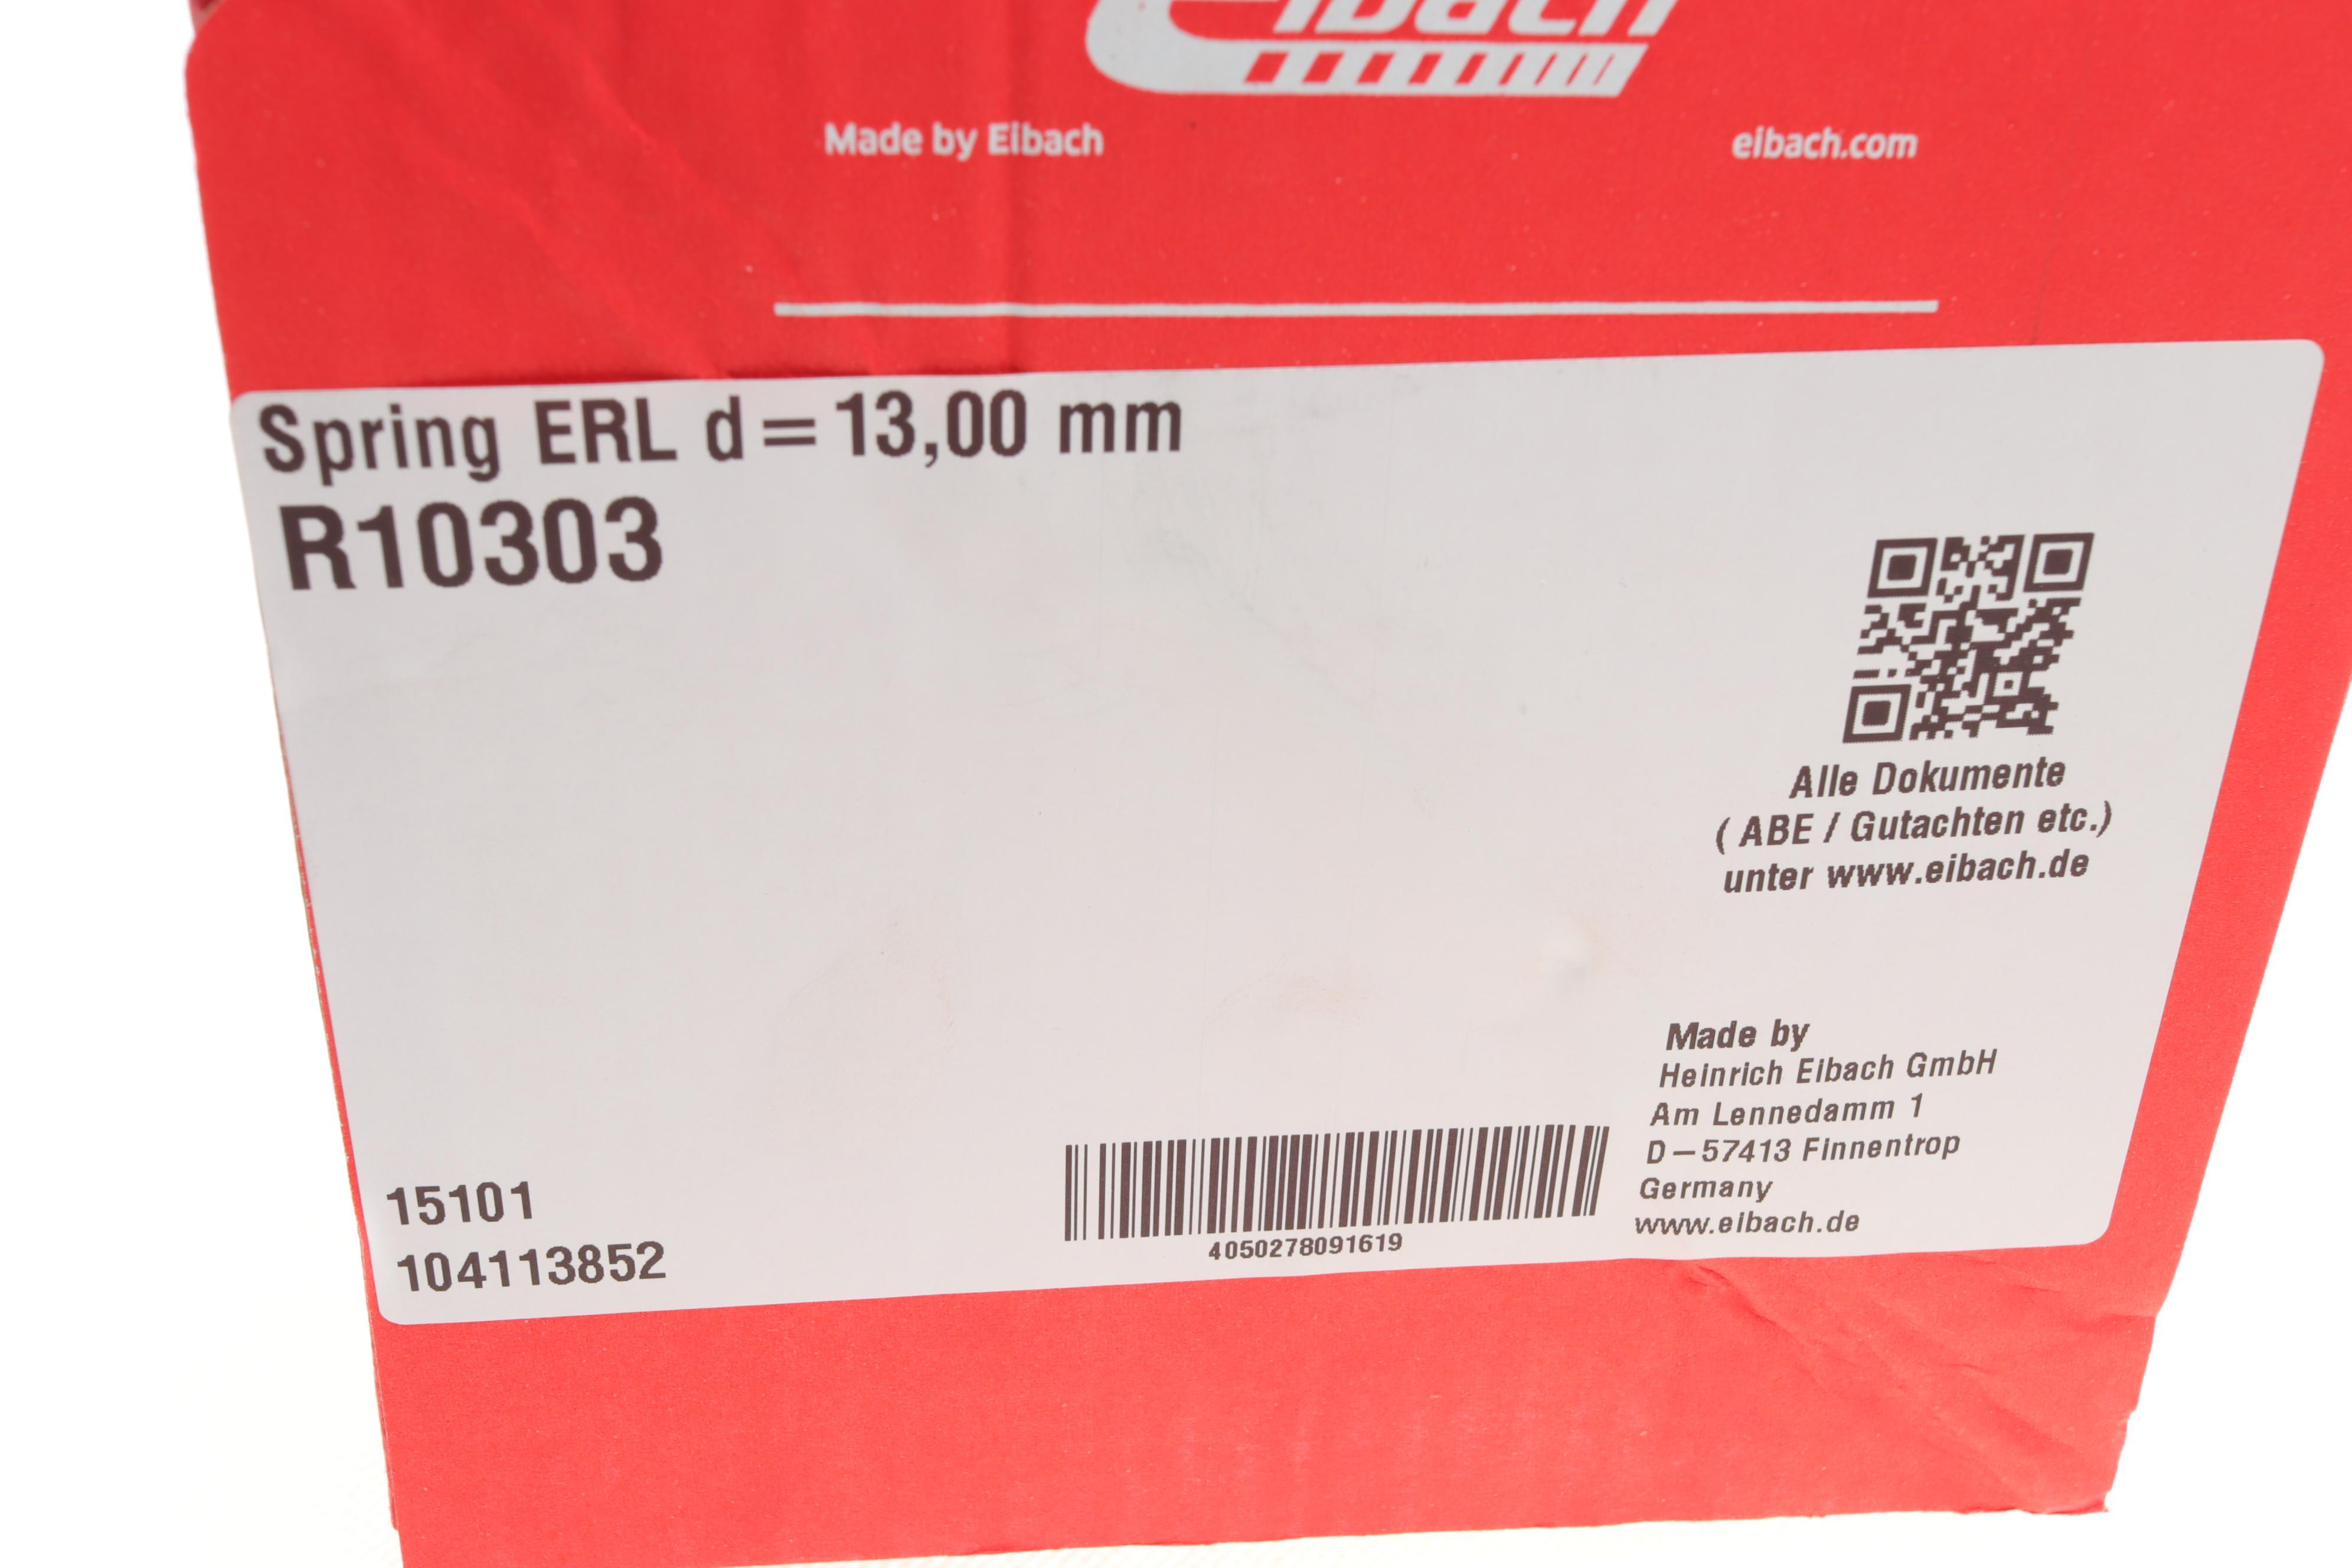 eibach
Made by Eibach
eibach.com
Spring ERL d=13,00 mm
R10303
Alle Dokumente
( ABE / Gutachten etc.)
unter www.eibach.de
Made by
Heinrich Eibach GmbH
Am Lennedamm 1
D-57413 Finnentrop
Germany
www.eibach.de
15101
104113852
4050278091619